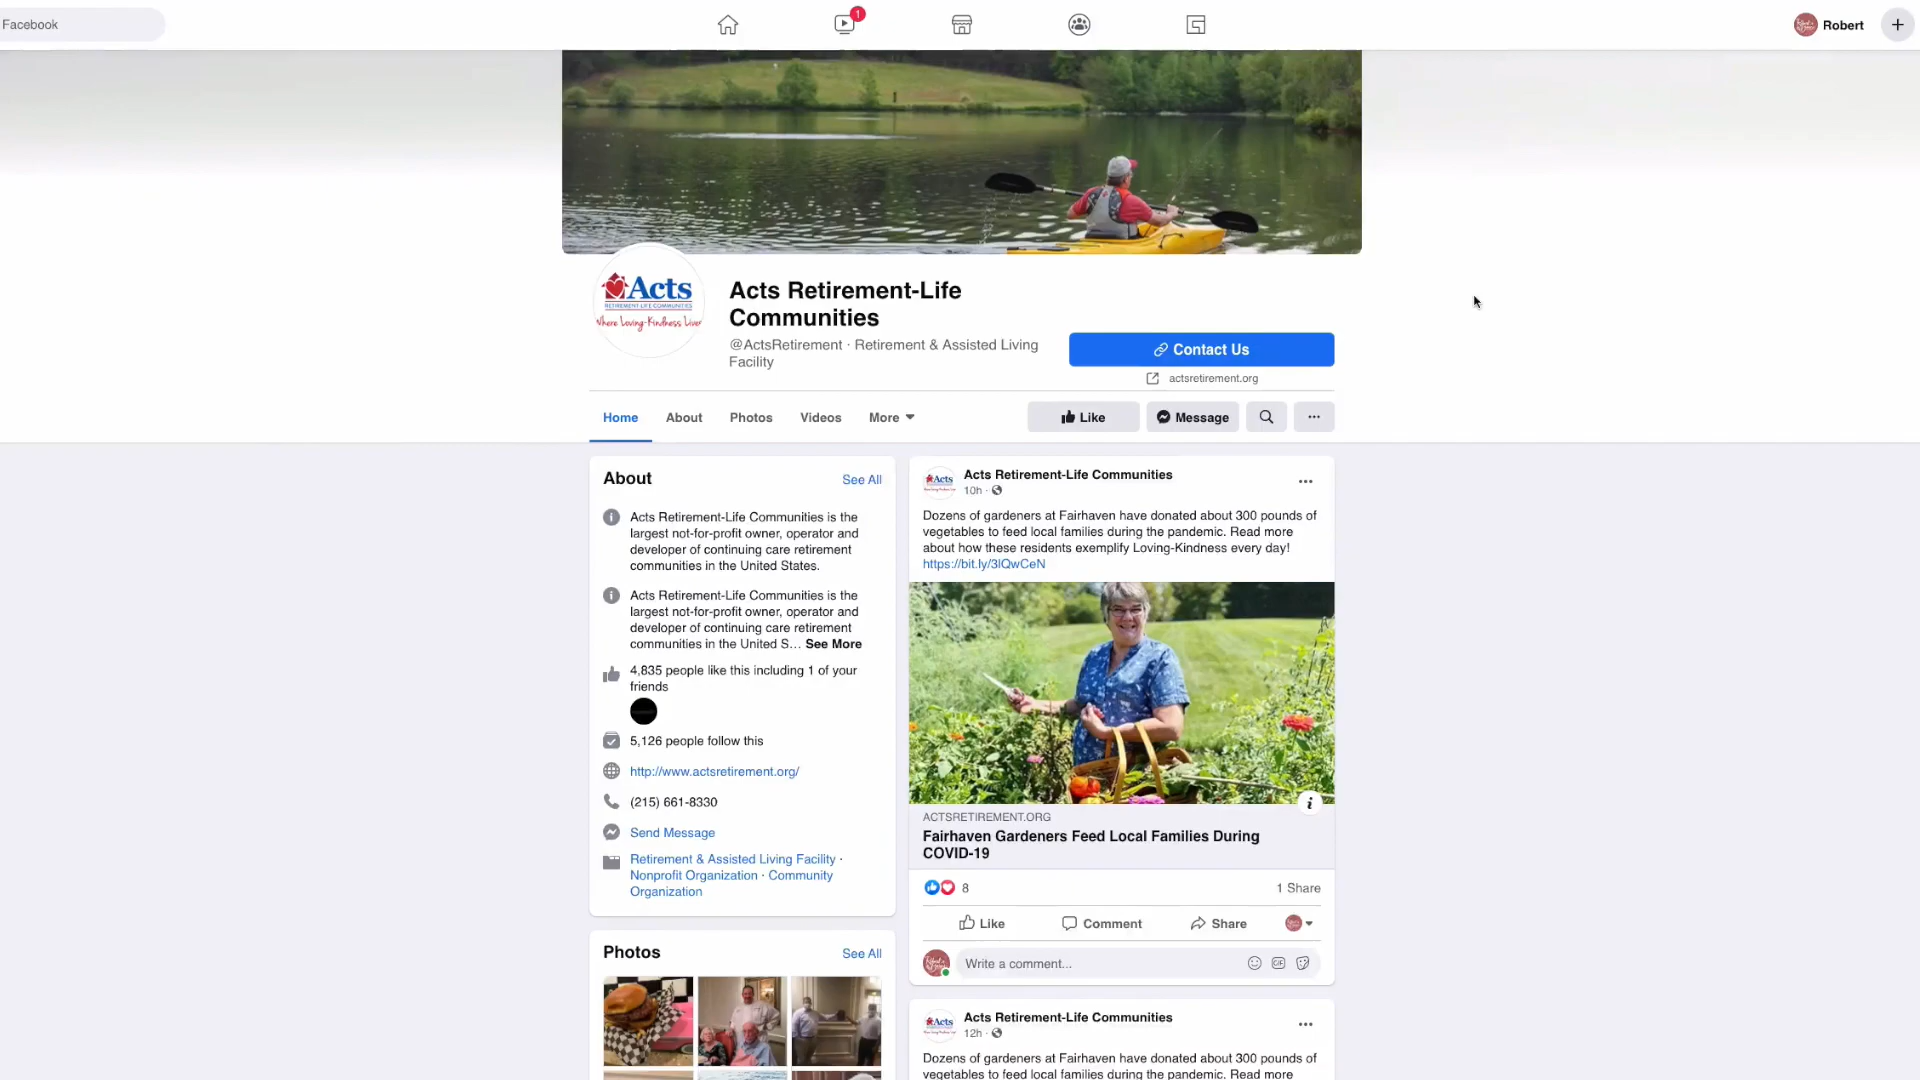 Facebook
1
Robert
Acts
RETIREMENT-LIFE COMMUNITIES
Where Loving-Kindness Lives
Acts Retirement-Life
Communities
@ActsRetirement · Retirement & Assisted Living
Facility
Contact Us
actsretirement.org
Home
About
Photos
Videos
More
Like
Message
About
See All
Acts Retirement-Life Communities is the
largest not-for-profit owner, operator and
developer of continuing care retirement
communities in the United States.
Acts Retirement-Life Communities is the
largest not-for-profit owner, operator and
developer of continuing care retirement
communities in the United S... See More
4,835 people like this including 1 of your
friends
5,126 people follow this
http://www.actsretirement.org/
(215) 661-8330
Send Message
Retirement & Assisted Living Facility ·
Nonprofit Organization · Community
Organization
Photos
See All
Acts
Acts Retirement-Life Communities
10h ·
Dozens of gardeners at Fairhaven have donated about 300 pounds of
vegetables to feed local families during the pandemic. Read more
about how these residents exemplify Loving-Kindness every day!
https://bit.ly/3lQwCeN
ACTSRETIREMENT.ORG
Fairhaven Gardeners Feed Local Families During
COVID-19
8
1 Share
Like
Comment
Share
Write a comment...
GIF
Acts
Acts Retirement-Life Communities
12h ·
Dozens of gardeners at Fairhaven have donated about 300 pounds of
vegetables to feed local families during the pandemic. Read more